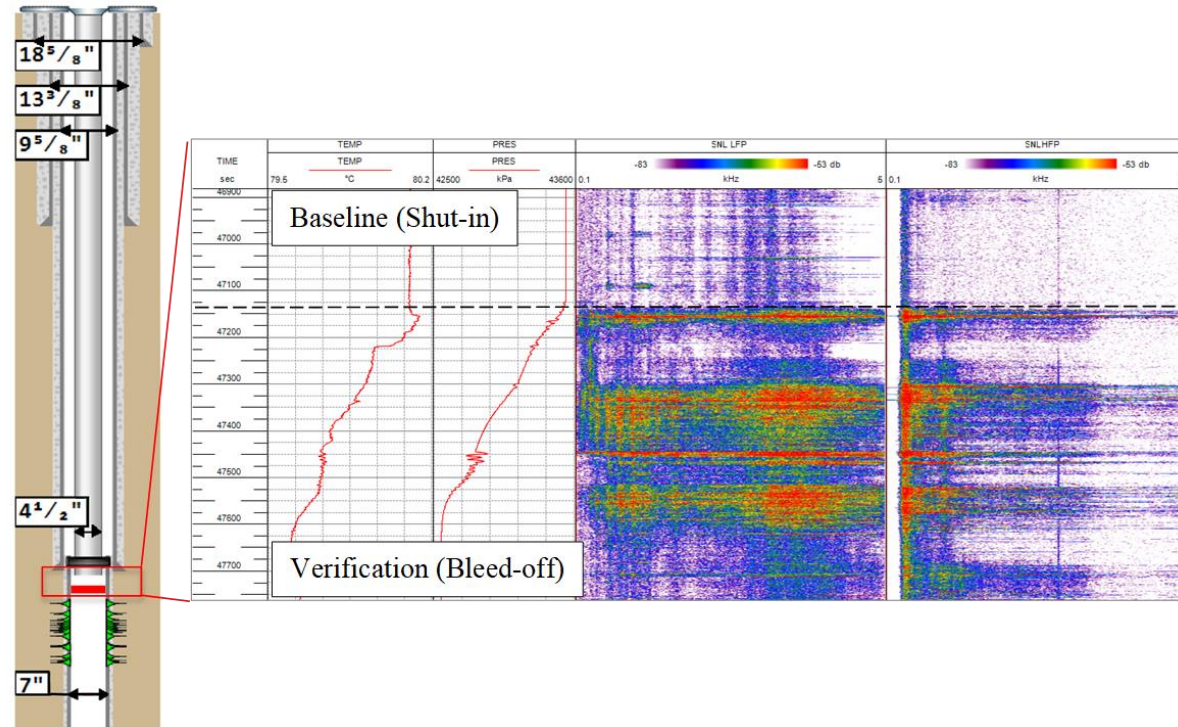 18⁵/₈"
13³/₈"
9⁵/₈"
4¹/₂"
7"
TEMP PRES SNL LFP SNLHFP
TIME TEMP PRES -83 -53 db -83 -53 db
sec 79.5 °C 80.2 42500 kPa 43600 0.1 kHz 5 0.1 kHz
46900
Baseline (Shut-in)
47000
47100
47200
47300
47400
47500
47600
Verification (Bleed-off)
47700